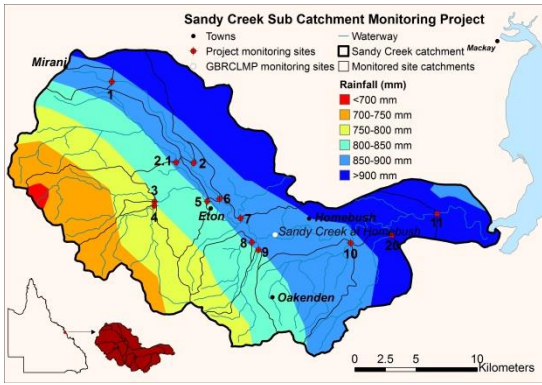 Sandy Creek Sub Catchment Monitoring Project
Towns
Waterway
Project monitoring sites
Sandy Creek catchment
GBRCLMP monitoring sites
Monitored site catchments
Mackay
Mirani
Rainfall (mm)
<700 mm
700-750 mm
750-800 mm
800-850 mm
850-900 mm
>900 mm
1
2.1
2
3
4
5
6
Eton
7
Homebush
11
Sandy Creek at Homebush
20
8
9
10
Oakenden
0 2.5 5 10
Kilometers